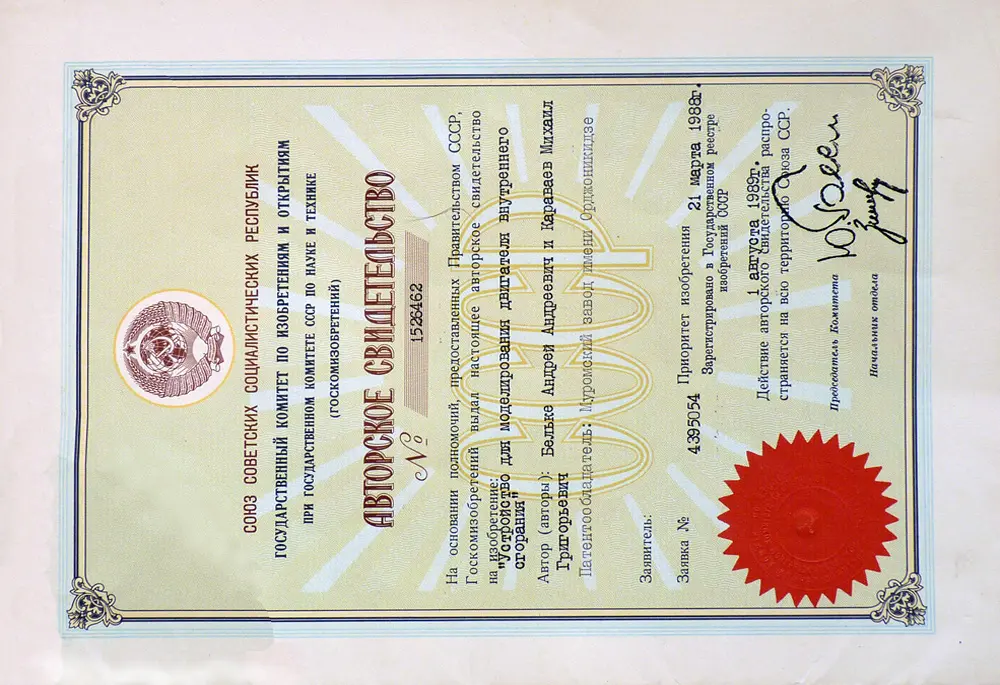 СОЮЗ СОВЕТСКИХ СОЦИАЛИСТИЧЕСКИХ РЕСПУБЛИК
ГОСУДАРСТВЕННЫЙ КОМИТЕТ ПО ИЗОБРЕТЕНИЯМ И ОТКРЫТИЯМ
ПРИ ГОСУДАРСТВЕННОМ КОМИТЕТЕ СССР ПО НАУКЕ И ТЕХНИКЕ
(ГОСКОМИЗОБРЕТЕНИЙ)
АВТОРСКОЕ СВИДЕТЕЛЬСТВО
№ 1526462
СССР
На основании полномочий, предоставленных Правительством СССР,
Госкомизобретений выдал настоящее авторское свидетельство
на изобретение:
"Устройство для моделирования двигателя внутреннего
сгорания"
Автор (авторы): Бельке Андрей Андреевич и Караваев Михаил
Григорьевич
Патентообладатель: Муромский завод имени Орджоникидзе
Заявитель:
Заявка № 4395054 Приоритет изобретения 21 марта 1988г.
Зарегистрировано в Государственном реестре
изобретений СССР
1 августа 1989г.
Действие авторского свидетельства распро-
страняется на всю территорию Союза ССР.
Председатель Комитета
Начальник отдела